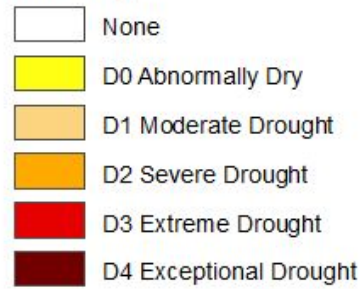 None
D0 Abnormally Dry
D1 Moderate Drought
D2 Severe Drought
D3 Extreme Drought
D4 Exceptional Drought